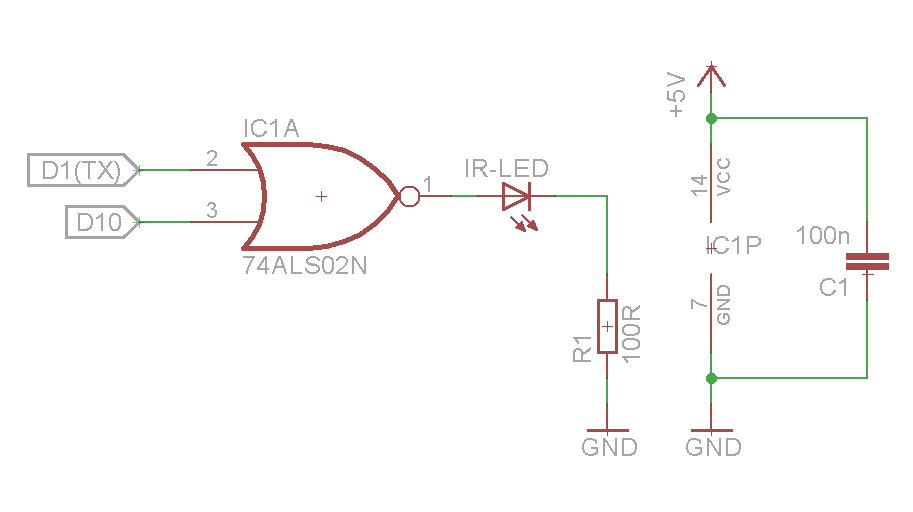 IC1A
D1(TX)
2
D10
3
1
74ALS02N
IR-LED
R1
100R
GND
+5V
14
VCC
IC1P
7
GND
GND
100n
C1